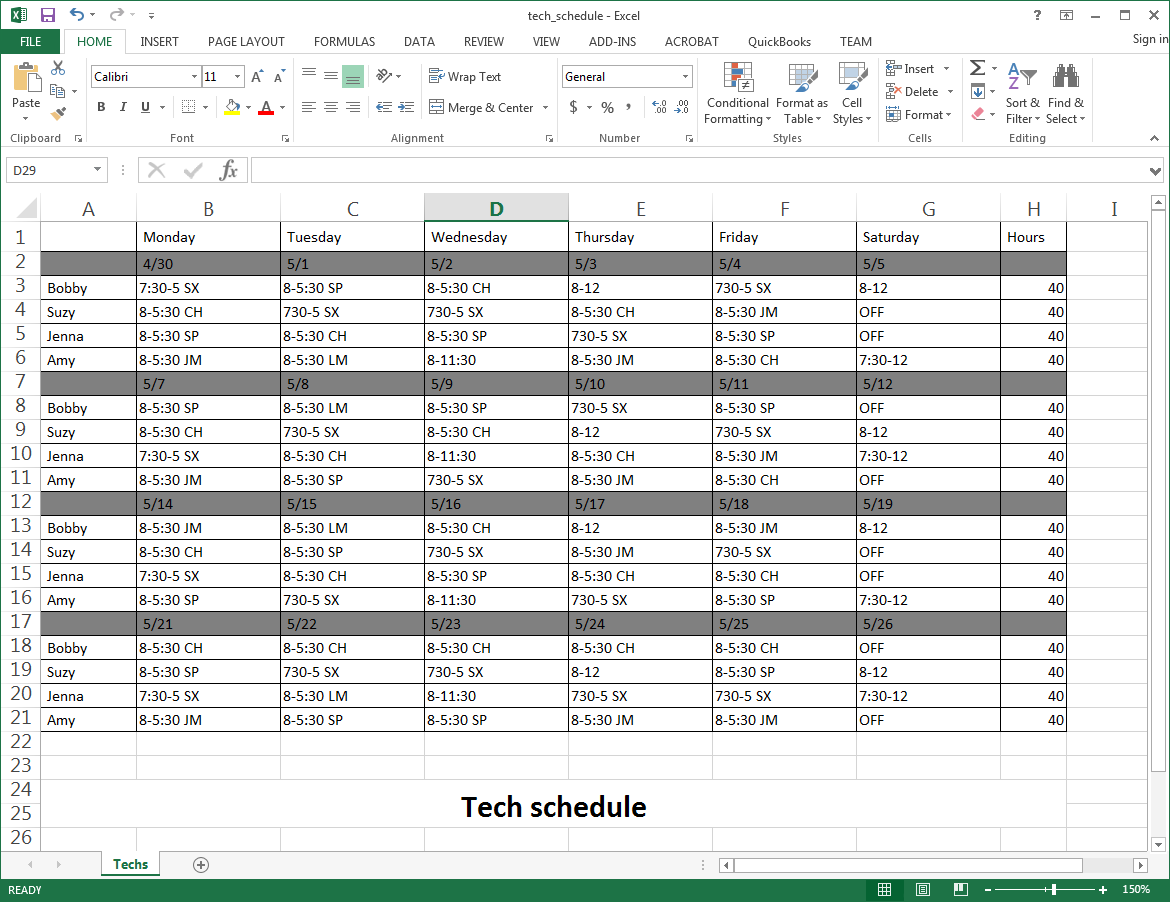 tech_schedule - Excel
?
FILE HOME INSERT PAGE LAYOUT FORMULAS DATA REVIEW VIEW ADD-INS ACROBAT QuickBooks TEAM Sign in
Paste
Calibri 11
B I U A
Wrap Text
Merge & Center
General
$ % ,
Conditional Formatting
Format as Table
Cell Styles
Insert
Delete
Format
Sort & Filter
Find & Select
Clipboard Font Alignment Number Styles Cells Editing
D29 fx
A B C D E F G H I
1 Monday Tuesday Wednesday Thursday Friday Saturday Hours
2 4/30 5/1 5/2 5/3 5/4 5/5
3 Bobby 7:30-5 SX 8-5:30 SP 8-5:30 CH 8-12 730-5 SX 8-12 40
4 Suzy 8-5:30 CH 730-5 SX 730-5 SX 8-5:30 CH 8-5:30 JM OFF 40
5 Jenna 8-5:30 SP 8-5:30 CH 8-5:30 SP 730-5 SX 8-5:30 SP OFF 40
6 Amy 8-5:30 JM 8-5:30 LM 8-11:30 8-5:30 JM 8-5:30 CH 7:30-12 40
7 5/7 5/8 5/9 5/10 5/11 5/12
8 Bobby 8-5:30 SP 8-5:30 LM 8-5:30 SP 730-5 SX 8-5:30 SP OFF 40
9 Suzy 8-5:30 CH 730-5 SX 8-5:30 CH 8-12 730-5 SX 8-12 40
10 Jenna 7:30-5 SX 8-5:30 CH 8-11:30 8-5:30 CH 8-5:30 JM 7:30-12 40
11 Amy 8-5:30 JM 8-5:30 SP 730-5 SX 8-5:30 JM 8-5:30 CH OFF 40
12 5/14 5/15 5/16 5/17 5/18 5/19
13 Bobby 8-5:30 JM 8-5:30 LM 8-5:30 CH 8-12 8-5:30 JM 8-12 40
14 Suzy 8-5:30 CH 8-5:30 SP 730-5 SX 8-5:30 JM 730-5 SX OFF 40
15 Jenna 7:30-5 SX 8-5:30 CH 8-5:30 SP 8-5:30 CH 8-5:30 CH OFF 40
16 Amy 8-5:30 SP 730-5 SX 8-11:30 730-5 SX 8-5:30 SP 7:30-12 40
17 5/21 5/22 5/23 5/24 5/25 5/26
18 Bobby 8-5:30 CH 8-5:30 CH 8-5:30 CH 8-5:30 CH 8-5:30 CH OFF 40
19 Suzy 8-5:30 SP 730-5 SX 730-5 SX 8-12 8-5:30 SP 8-12 40
20 Jenna 7:30-5 SX 8-5:30 LM 8-11:30 730-5 SX 730-5 SX 7:30-12 40
21 Amy 8-5:30 JM 8-5:30 SP 8-5:30 SP 8-5:30 JM 8-5:30 JM OFF 40
22
23
24
Tech schedule
25
26
Techs
READY 150%